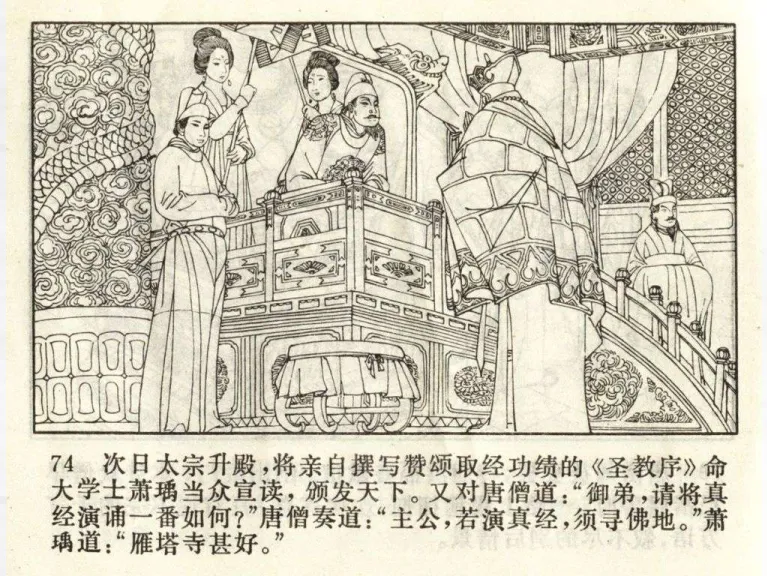 74 次日太宗升殿，将亲自撰写赞颂取经功绩的《圣教序》命
大学士萧瑀当众宣读，颁发天下。又对唐僧道：“御弟，请将真
经演诵一番如何？”唐僧奏道：“主公，若演真经，须寻佛地。”萧
瑀道：“雁塔寺甚好。”